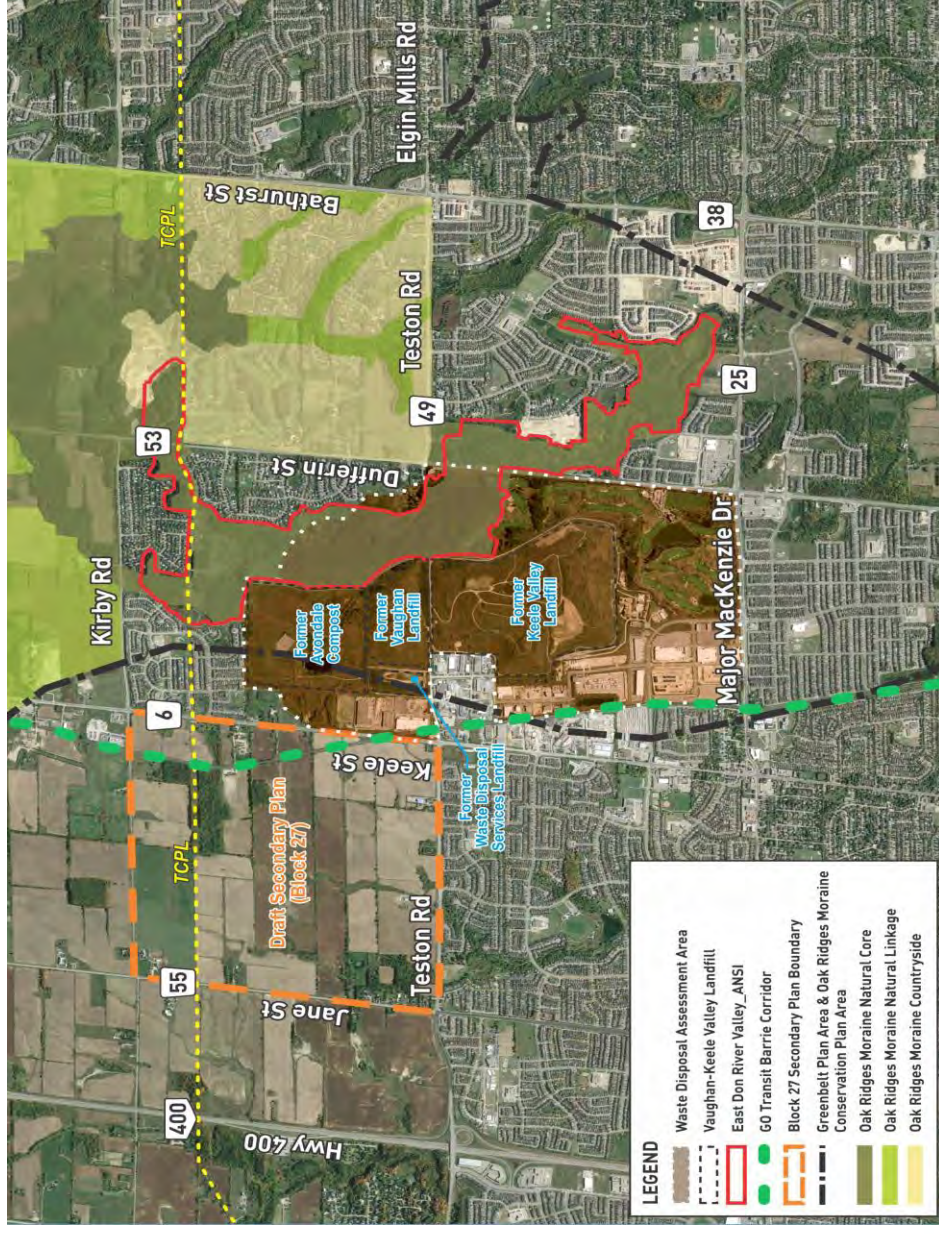 Kirby Rd
Elgin Mills Rd
Bathurst St
TCPL
53
Teston Rd
49
Dufferin St
38
25
6
Former
Avondale
Compost
Former
Vaughan
Landfill
Former
Keele Valley
Landfill
Major MacKenzie Dr
Keele St
Former
Waste Disposal
Services Landfill
Draft Secondary Plan
(Block 27)
TCPL
55
Teston Rd
Jane St
400
Hwy 400
LEGEND
Waste Disposal Assessment Area
Vaughan-Keele Valley Landfill
East Don River Valley_ANSI
GO Transit Barrie Corridor
Block 27 Secondary Plan Boundary
Greenbelt Plan Area & Oak Ridges Moraine
Conservation Plan Area
Oak Ridges Moraine Natural Core
Oak Ridges Moraine Natural Linkage
Oak Ridges Moraine Countryside